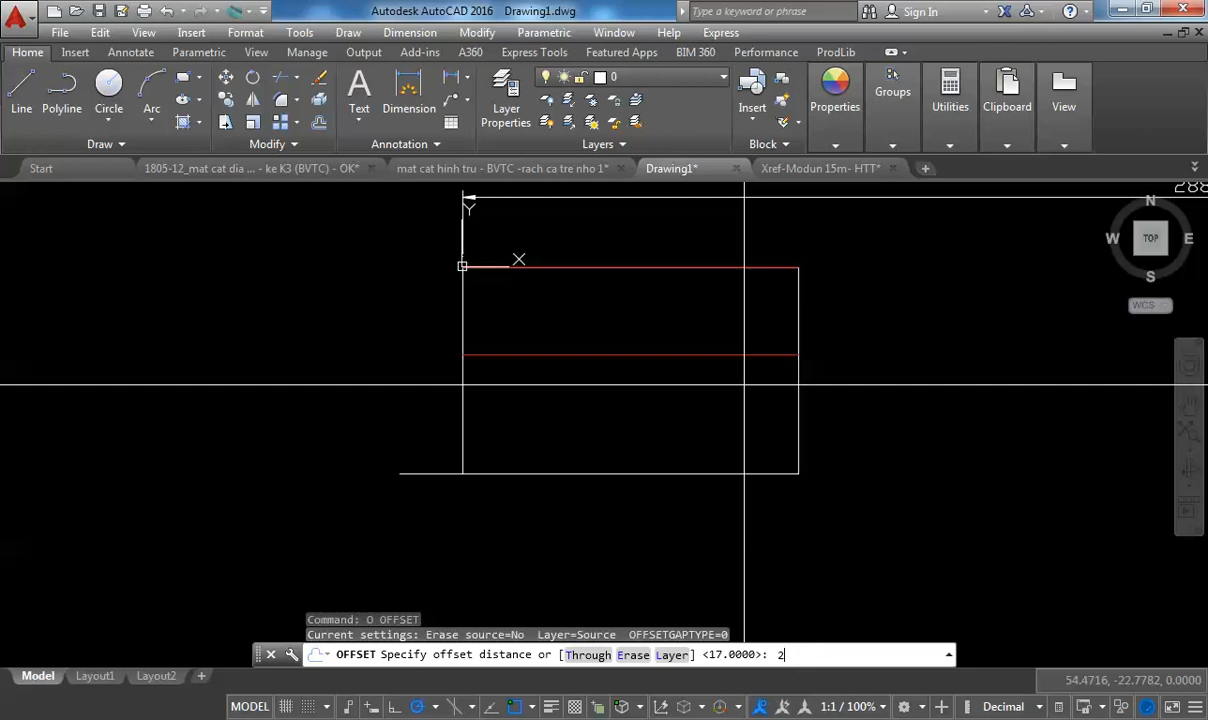 Autodesk AutoCAD 2016 Drawing1.dwg
Type a keyword or phrase
Sign In
File Edit View Insert Format Tools Draw Dimension Modify Parametric Window Help Express
Home Insert Annotate Parametric View Manage Output Add-ins A360 Express Tools Featured Apps BIM 360 Performance ProdLib
Line Polyline Circle Arc
Text Dimension
Layer Properties
0
Insert
Properties
Groups
Utilities
Clipboard
View
Draw Modify Annotation Layers Block
Start
1805-12_mat cat dia ... - ke K3 (BVTC) - OK*
mat cat hinh tru - BVTC -rach ca tre nho 1*
Drawing1*
Xref-Modun 15m- HTT*
288
Y
X
N
W TOP E
S
WCS
Command: O OFFSET
Current settings: Erase source=No Layer=Source OFFSETGAPTYPE=0
OFFSET Specify offset distance or [Through Erase Layer] <17.0000>: 2
Model Layout1 Layout2 +
54.4716, -22.7782, 0.0000
MODEL
1:1 / 100%
Decimal